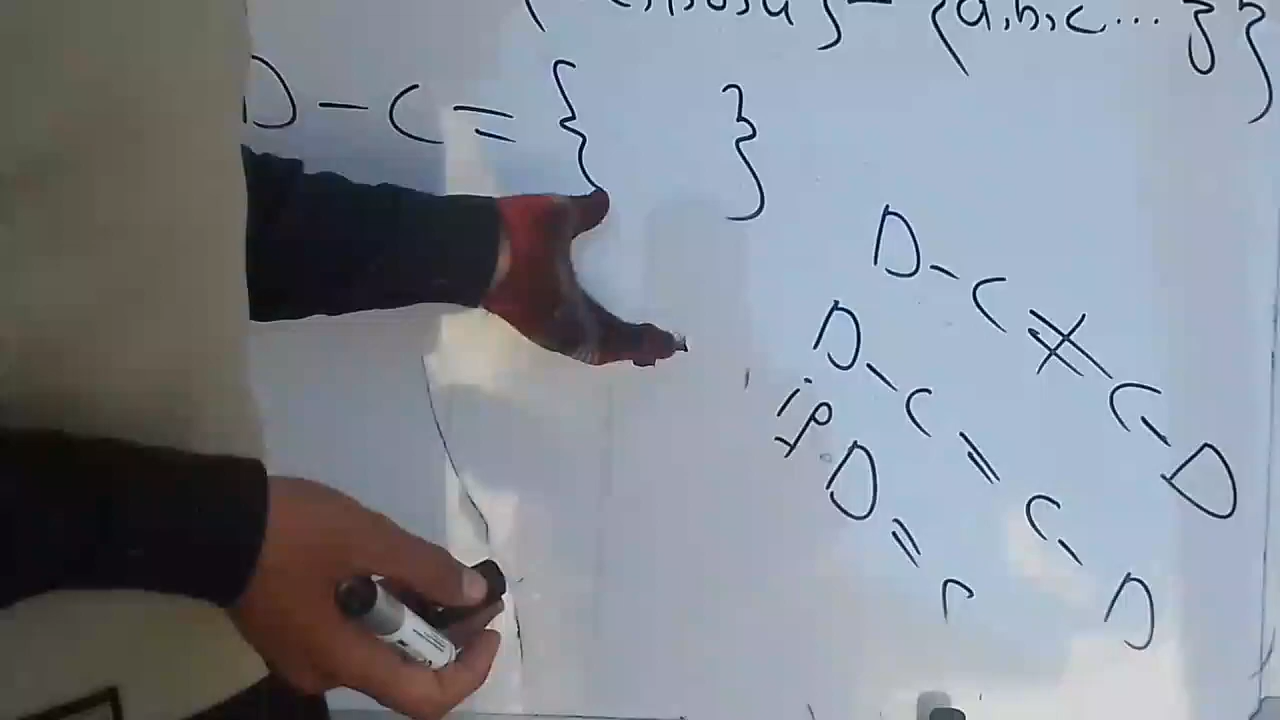 } = {a,b,c... }}
D - C = { }
D - C ≠ C - D
D - C = C - D
if
D = C